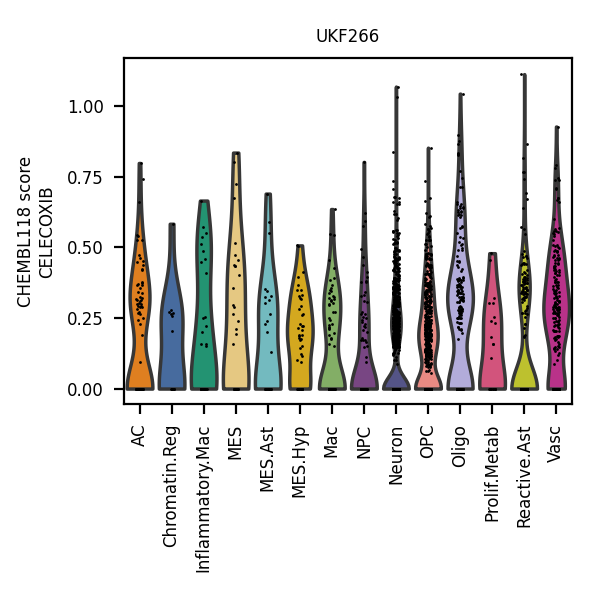 UKF266
CHEMBL118 score
CELECOXIB
1.00
0.75
0.50
0.25
0.00
AC
Chromatin.Reg
Inflammatory.Mac
MES
MES.Ast
MES.Hyp
Mac
NPC
Neuron
OPC
Oligo
Prolif.Metab
Reactive.Ast
Vasc